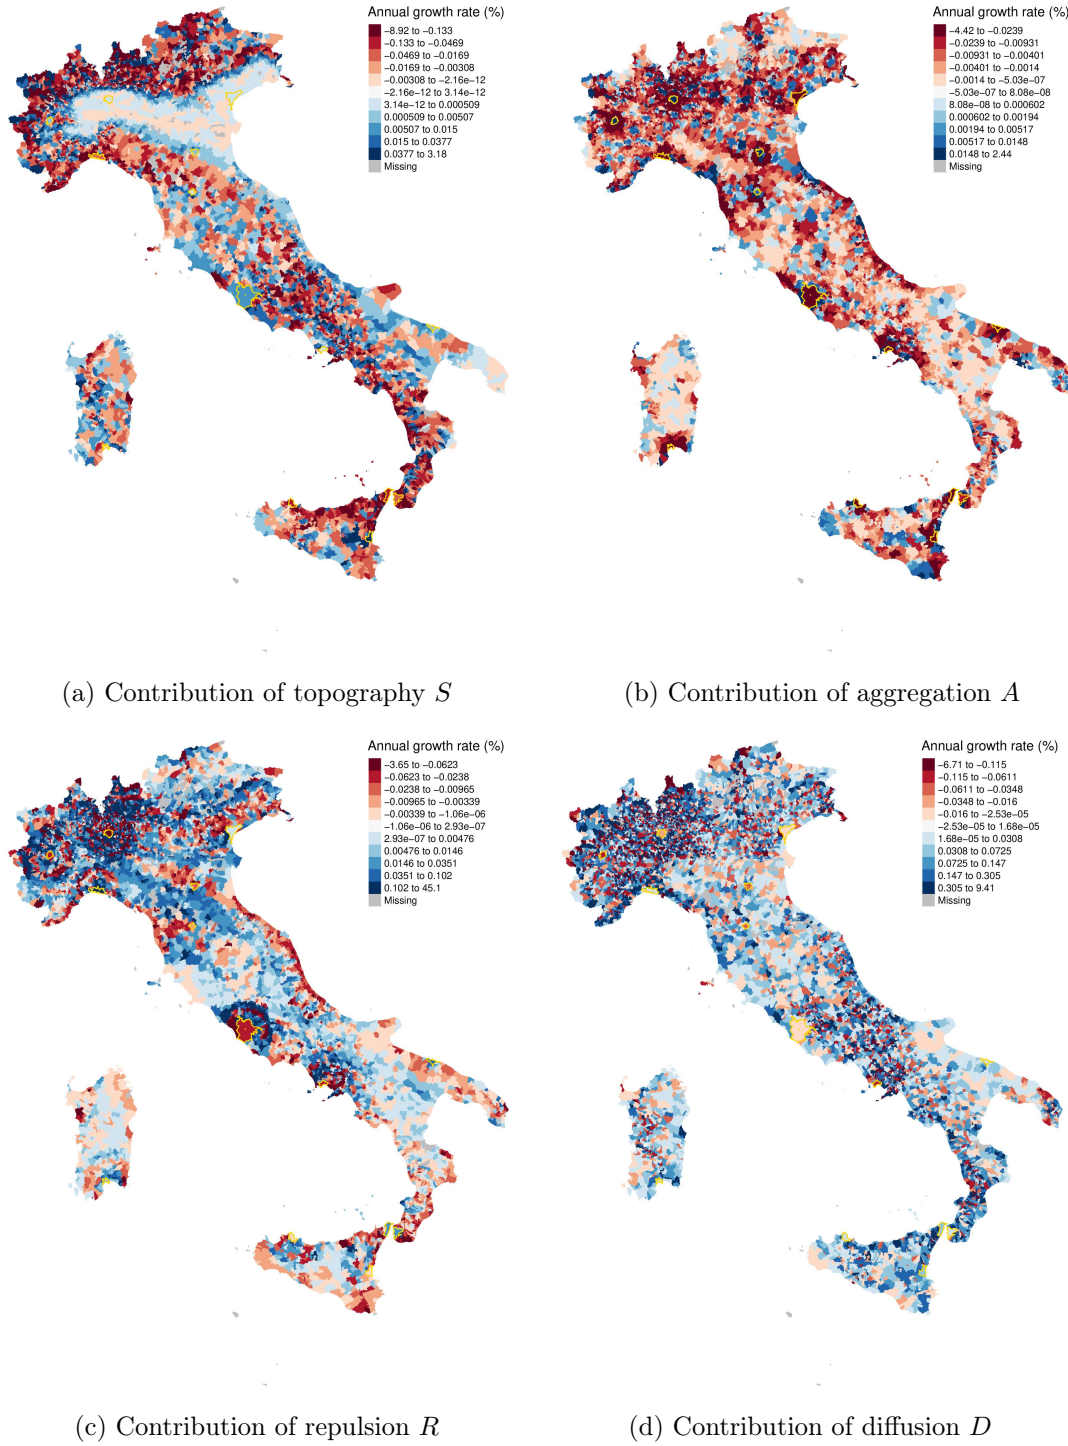 Annual growth rate (%)
−8.92 to −0.133
−0.133 to −0.0469
−0.0469 to −0.0169
−0.0169 to −0.00308
−0.00308 to −2.16e−12
−2.16e−12 to 3.14e−12
3.14e−12 to 0.000509
0.000509 to 0.00507
0.00507 to 0.015
0.015 to 0.0377
0.0377 to 3.18
Missing
(a) Contribution of topography S
Annual growth rate (%)
−4.42 to −0.0239
−0.0239 to −0.00931
−0.00931 to −0.00401
−0.00401 to −0.0014
−0.0014 to −5.03e−07
−5.03e−07 to 8.08e−08
8.08e−08 to 0.000602
0.000602 to 0.00194
0.00194 to 0.00517
0.00517 to 0.0148
0.0148 to 2.44
Missing
(b) Contribution of aggregation A
Annual growth rate (%)
−3.65 to −0.0623
−0.0623 to −0.0238
−0.0238 to −0.00965
−0.00965 to −0.00339
−0.00339 to −1.06e−06
−1.06e−06 to 2.93e−07
2.93e−07 to 0.00476
0.00476 to 0.0146
0.0146 to 0.0351
0.0351 to 0.102
0.102 to 45.1
Missing
(c) Contribution of repulsion R
Annual growth rate (%)
−6.71 to −0.115
−0.115 to −0.0611
−0.0611 to −0.0348
−0.0348 to −0.016
−0.016 to −2.53e−05
−2.53e−05 to 1.68e−05
1.68e−05 to 0.0308
0.0308 to 0.0725
0.0725 to 0.147
0.147 to 0.305
0.305 to 9.41
Missing
(d) Contribution of diffusion D